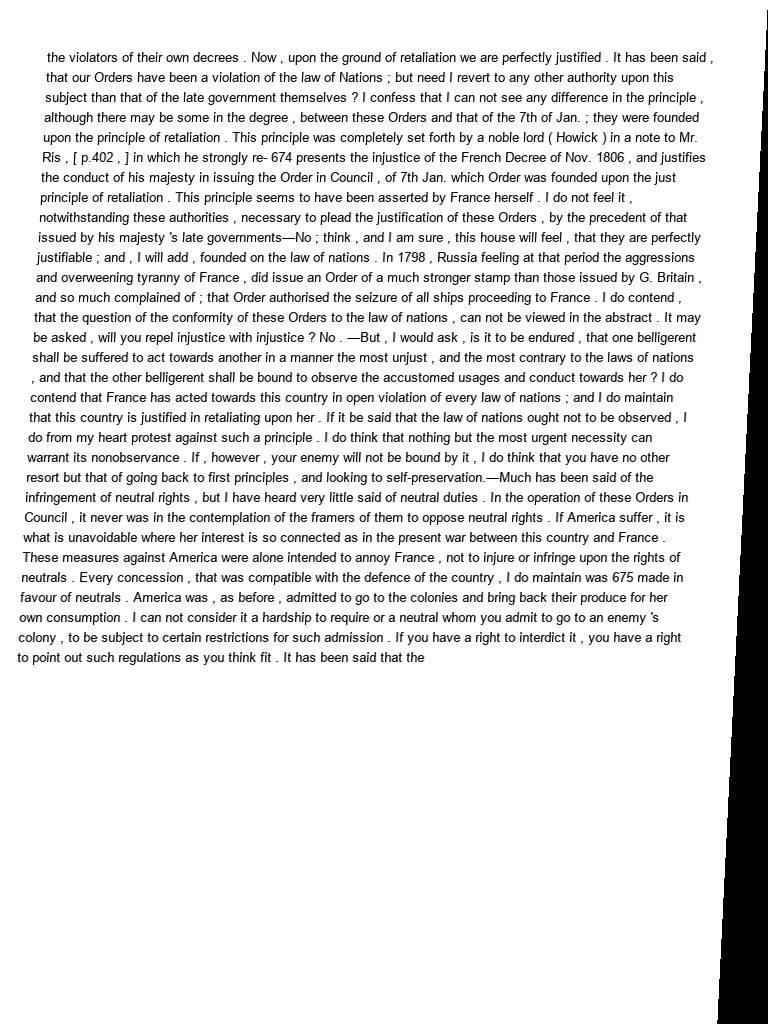 the violators of their own decrees . Now , upon the ground of retaliation we are perfectly justified . It has been said ,
that our Orders have been a violation of the law of Nations ; but need I revert to any other authority upon this
subject than that of the late government themselves ? I confess that I can not see any difference in the principle ,
although there may be some in the degree , between these Orders and that of the 7th of Jan. ; they were founded
upon the principle of retaliation . This principle was completely set forth by a noble lord ( Howick ) in a note to Mr.
Ris , [ p.402 , ] in which he strongly re- 674 presents the injustice of the French Decree of Nov. 1806 , and justifies
the conduct of his majesty in issuing the Order in Council , of 7th Jan. which Order was founded upon the just
principle of retaliation . This principle seems to have been asserted by France herself . I do not feel it ,
notwithstanding these authorities , necessary to plead the justification of these Orders , by the precedent of that
issued by his majesty 's late governments—No ; think , and I am sure , this house will feel , that they are perfectly
justifiable ; and , I will add , founded on the law of nations . In 1798 , Russia feeling at that period the aggressions
and overweening tyranny of France , did issue an Order of a much stronger stamp than those issued by G. Britain ,
and so much complained of ; that Order authorised the seizure of all ships proceeding to France . I do contend ,
that the question of the conformity of these Orders to the law of nations , can not be viewed in the abstract . It may
be asked , will you repel injustice with injustice ? No . —But , I would ask , is it to be endured , that one belligerent
shall be suffered to act towards another in a manner the most unjust , and the most contrary to the laws of nations
, and that the other belligerent shall be bound to observe the accustomed usages and conduct towards her ? I do
contend that France has acted towards this country in open violation of every law of nations ; and I do maintain
that this country is justified in retaliating upon her . If it be said that the law of nations ought not to be observed , I
do from my heart protest against such a principle . I do think that nothing but the most urgent necessity can
warrant its nonobservance . If , however , your enemy will not be bound by it , I do think that you have no other
resort but that of going back to first principles , and looking to self-preservation.—Much has been said of the
infringement of neutral rights , but I have heard very little said of neutral duties . In the operation of these Orders in
Council , it never was in the contemplation of the framers of them to oppose neutral rights . If America suffer , it is
what is unavoidable where her interest is so connected as in the present war between this country and France .
These measures against America were alone intended to annoy France , not to injure or infringe upon the rights of
neutrals . Every concession , that was compatible with the defence of the country , I do maintain was 675 made in
favour of neutrals . America was , as before , admitted to go to the colonies and bring back their produce for her
own consumption . I can not consider it a hardship to require or a neutral whom you admit to go to an enemy 's
colony , to be subject to certain restrictions for such admission . If you have a right to interdict it , you have a right
to point out such regulations as you think fit . It has been said that the